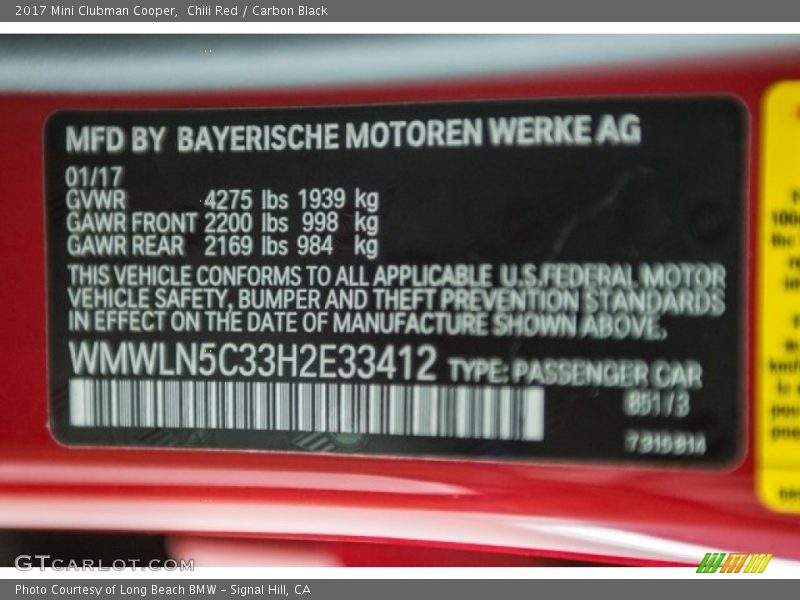 2017 Mini Clubman Cooper,  Chili Red / Carbon Black
MFD BY BAYERISCHE MOTOREN WERKE AG
01/17
GVWR 4275 lbs 1939 kg
GAWR FRONT 2200 lbs 998 kg
GAWR REAR 2169 lbs 984 kg
THIS VEHICLE CONFORMS TO ALL APPLICABLE U.S.FEDERAL MOTOR
VEHICLE SAFETY, BUMPER AND THEFT PREVENTION STANDARDS
IN EFFECT ON THE DATE OF MANUFACTURE SHOWN ABOVE.
WMWLN5C33H2E33412 TYPE: PASSENGER CAR
851/3
GTCARLOT.COM
Photo Courtesy of Long Beach BMW – Signal Hill, CA